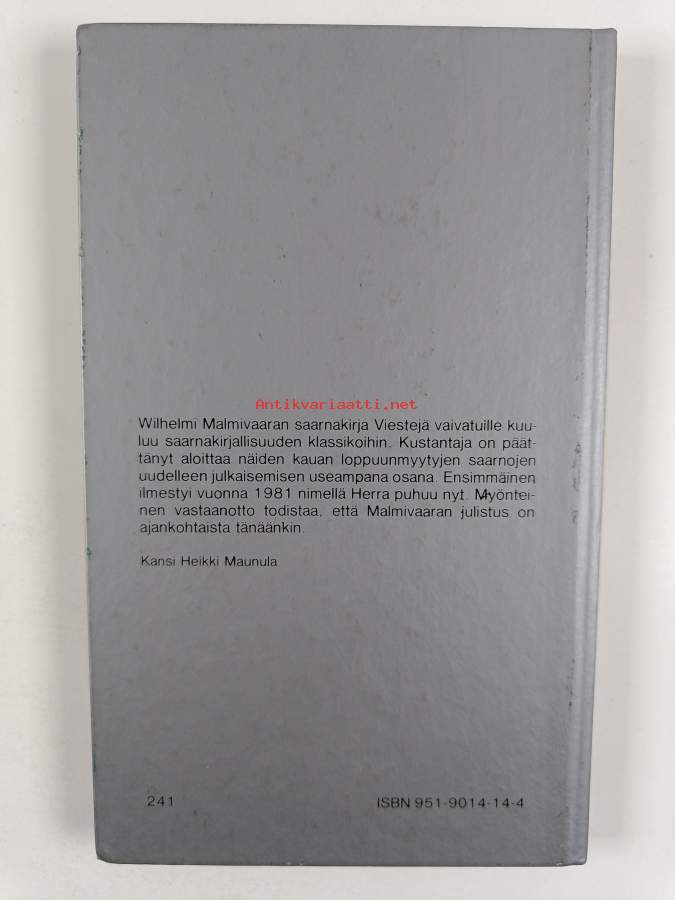 Antikvariaatti.net
Wilhelmi Malmivaaran saarnakirja Viestejä vaivatuille kuu-
luu saarnakirjallisuuden klassikoihin. Kustantaja on päät-
tänyt aloittaa näiden kauan loppuunmyytyjen saarnojen
uudelleen julkaisemisen useampana osana. Ensimmäinen
ilmestyi vuonna 1981 nimellä Herra puhuu nyt. Myöntei-
nen vastaanotto todistaa, että Malmivaaran julistus on
ajankohtaista tänäänkin.
Kansi Heikki Maunula
241 ISBN 951-9014-14-4